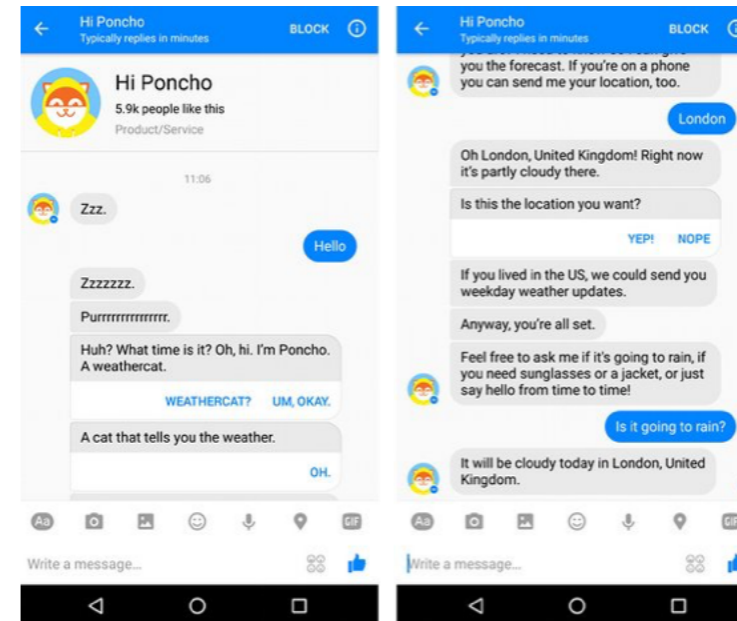 Hi Poncho
Typically replies in minutes
BLOCK
Hi Poncho
5.9k people like this
Product/Service
11:06
Zzz.
Hello
Zzzzzzz.
Purrrrrrrrrrrrrrr.
Huh? What time is it? Oh, hi. I'm Poncho.
A weathercat.
WEATHERCAT? UM, OKAY.
A cat that tells you the weather.
OH.
Aa
GIF
Write a message...
Hi Poncho
Typically replies in minutes
BLOCK
you the forecast. If you're on a phone
you can send me your location, too.
London
Oh London, United Kingdom! Right now
it's partly cloudy there.
Is this the location you want?
YEP! NOPE
If you lived in the US, we could send you
weekday weather updates.
Anyway, you're all set.
Feel free to ask me if it's going to rain, if
you need sunglasses or a jacket, or just
say hello from time to time!
Is it going to rain?
It will be cloudy today in London, United
Kingdom.
Aa
GIF
Write a message...